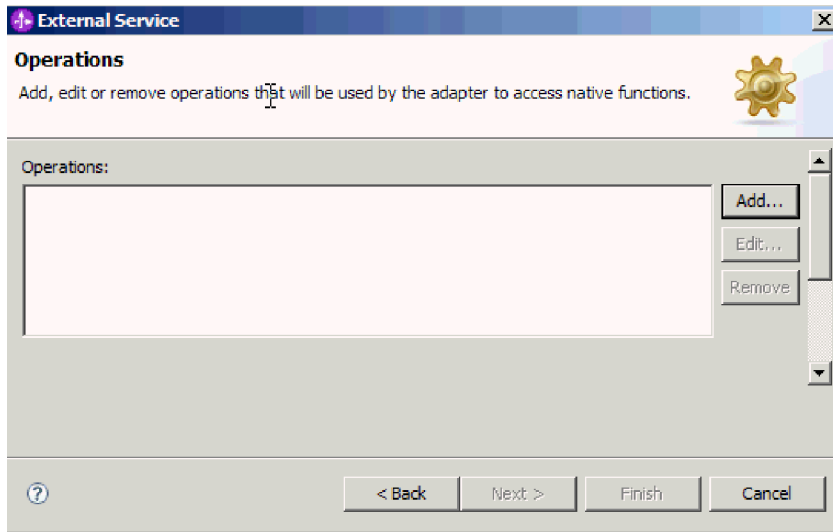 External Service
Operations
Add, edit or remove operations that will be used by the adapter to access native functions.
Operations:
Add...
Edit...
Remove
< Back
Next >
Finish
Cancel